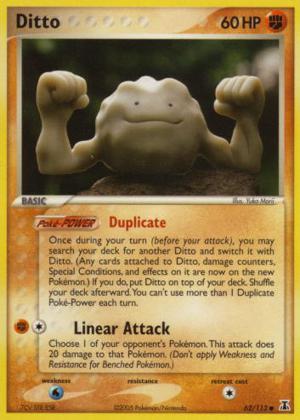 Ditto 60 HP
BASIC
Illus. Yuka Morii
Poké-POWER Duplicate
Once during your turn (before your attack), you may
search your deck for another Ditto and switch it with
Ditto. (Any cards attached to Ditto, damage counters,
Special Conditions, and effects on it are now on the new
Pokémon.) If you do, put Ditto on top of your deck. Shuffle
your deck afterward. You can't use more than 1 Duplicate
Poké-Power each turn.
Linear Attack
Choose 1 of your opponent's Pokémon. This attack does
20 damage to that Pokémon. (Don't apply Weakness and
Resistance for Benched Pokémon.)
weakness resistance retreat cost
©2005 Pokémon/Nintendo 62/113